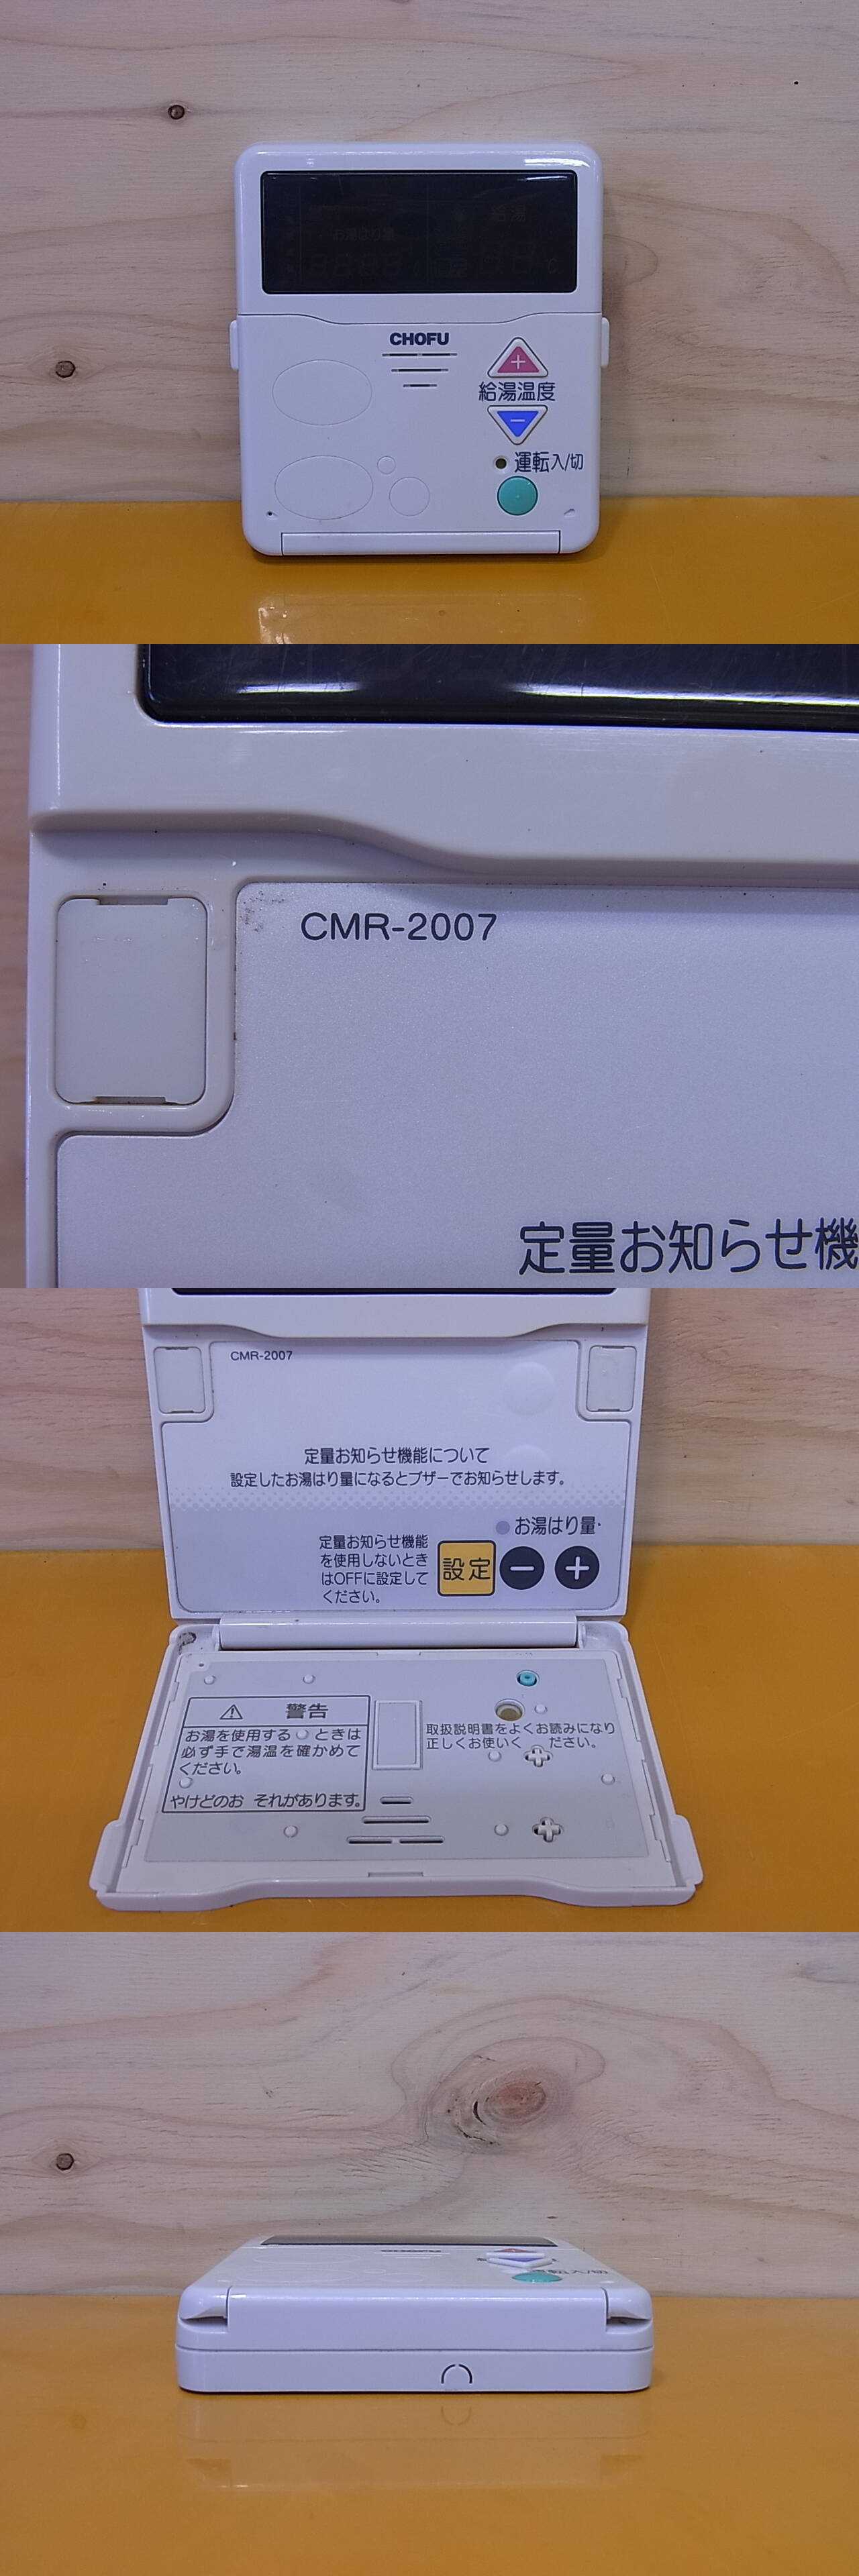 CHOFU
+
給湯温度
−
運転入/切
CMR-2007
定量お知らせ機
CMR-2007
定量お知らせ機能について
設定したお湯はり量になるとブザーでお知らせします。
お湯はり量
定量お知らせ機能
を使用しないとき
はOFFに設定して
ください。
設定
−
+
警告
お湯を使用する ときは
必ず手で湯温を確かめて
ください。
やけどのお それがあります。
取扱説明書をよくお読みになり
正しくお使いく ださい。
CHOFU
運転入/切